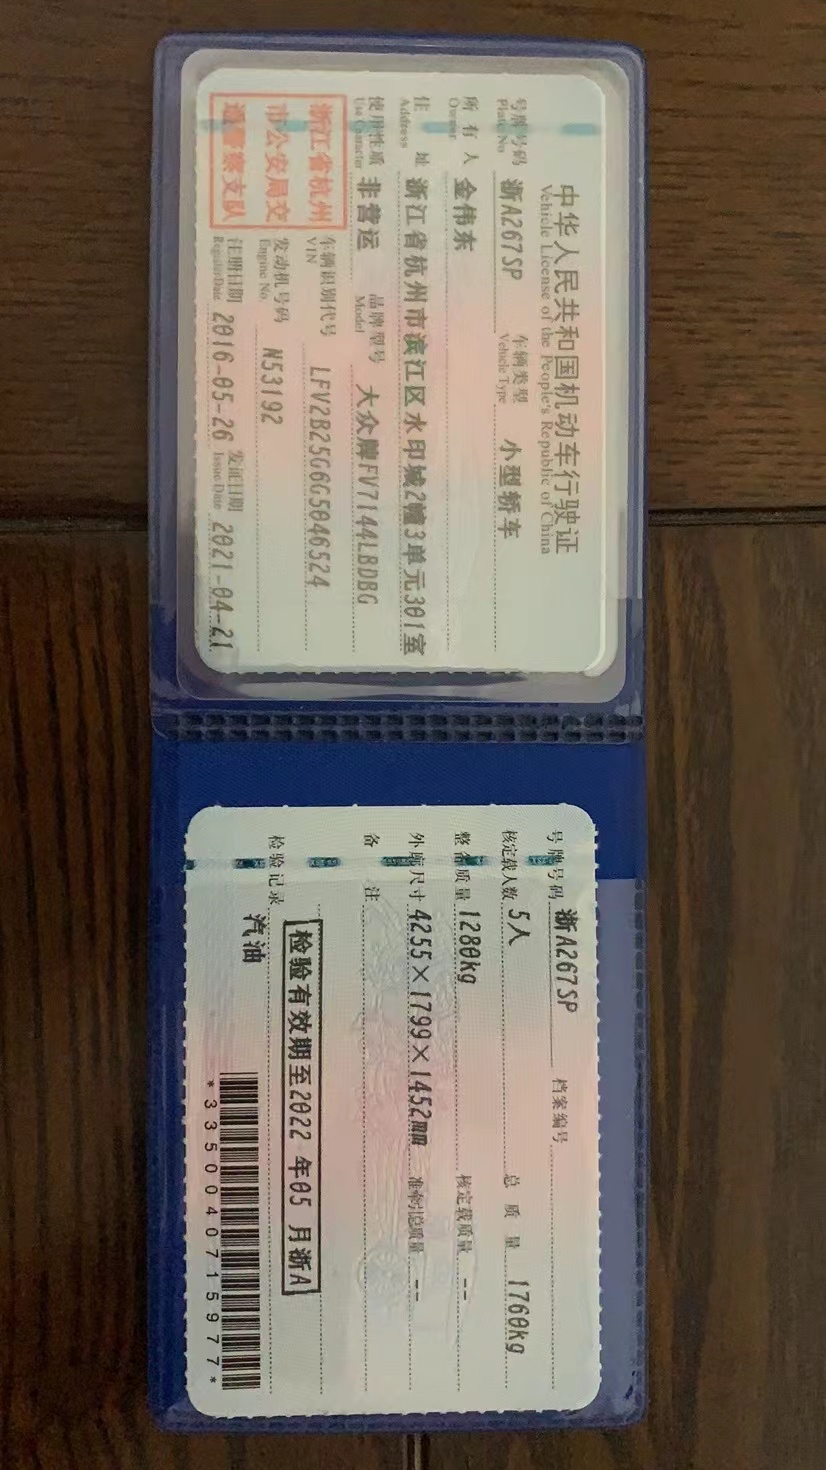 中华人民共和国机动车行驶证
Vehicle License of the People's Republic of China
号牌号码 浙A267SP 车辆类型 小型轿车
Plate No. Vehicle Type
所有人 金伟东
Owner
住址 浙江省杭州市滨江区水印城2幢3单元301室
Address
使用性质 非营运 品牌型号 大众牌FV7144LBDBG
Use Character Model
浙江省杭州
市公安局交
通警察支队
车辆识别代号 LFV2B25G6G5046524
VIN
发动机号码 N53192
Engine No.
注册日期 2016-05-26 发证日期 2021-04-21
Register Date Issue Date
号牌号码 浙A267SP 档案编号
核定载人数 5人 总质量 1760kg
整备质量 1280kg 核定载质量 --
外廓尺寸 4255×1799×1452mm 准牵引总质量 --
备注
检验有效期至2022年05月浙A
检验记录
汽油
*3350040715977*